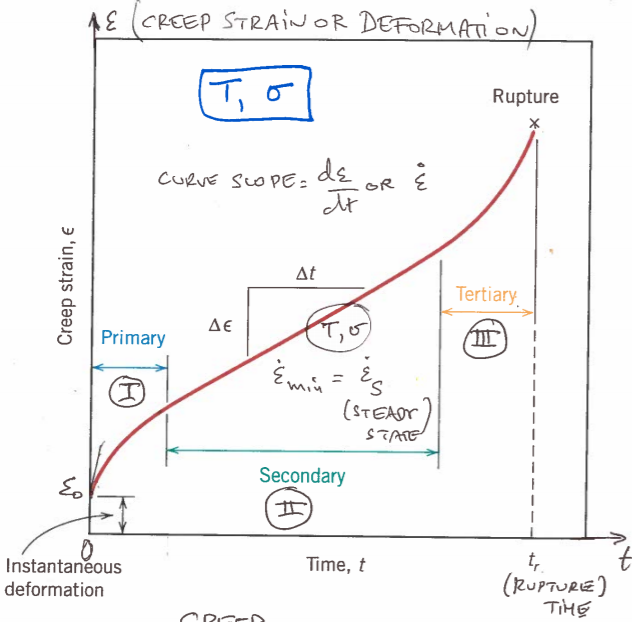 ε (CREEP STRAIN OR DEFORMATION)
T, σ
Rupture
×
CURVE SLOPE = dε/dt OR ε̇
Creep strain, ϵ
Δt
Δϵ
T, σ
Tertiary
III
Primary
I
ε̇min = ε̇S
(STEADY
STATE)
Secondary
II
ε0
0
Instantaneous
deformation
Time, t
tr
t
(RUPTURE)
TIME
CREEP